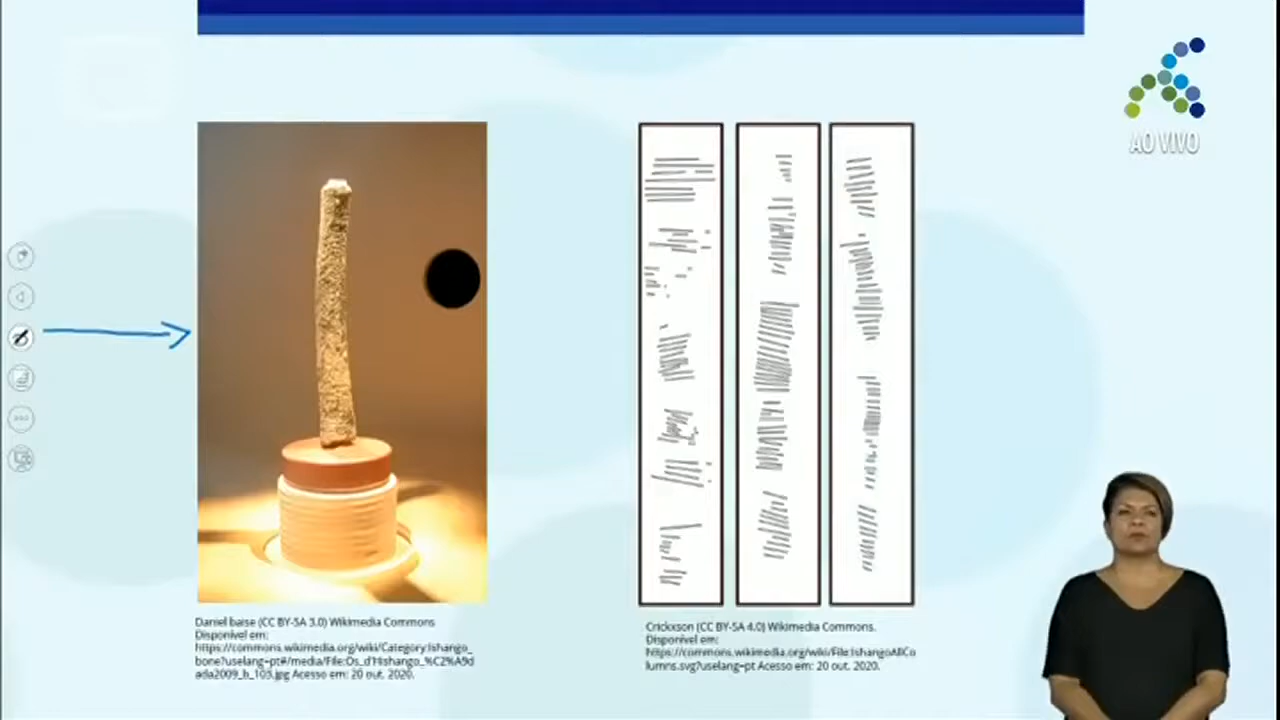 AO VIVO
Daniel baise (CC BY-SA 3.0) Wikimedia Commons
Disponível em:
https://commons.wikimedia.org/wiki/Category:Ishango_
bone?uselang=pt#/media/File:Os_d'Ishango_%C2%A9d
ada2009_b_103.jpg Acesso em: 20 out. 2020.
Crickxson (CC BY-SA 4.0) Wikimedia Commons.
Disponível em:
https://commons.wikimedia.org/wiki/File:IshangoAllCo
lumns.svg?uselang=pt Acesso em: 20 out. 2020.